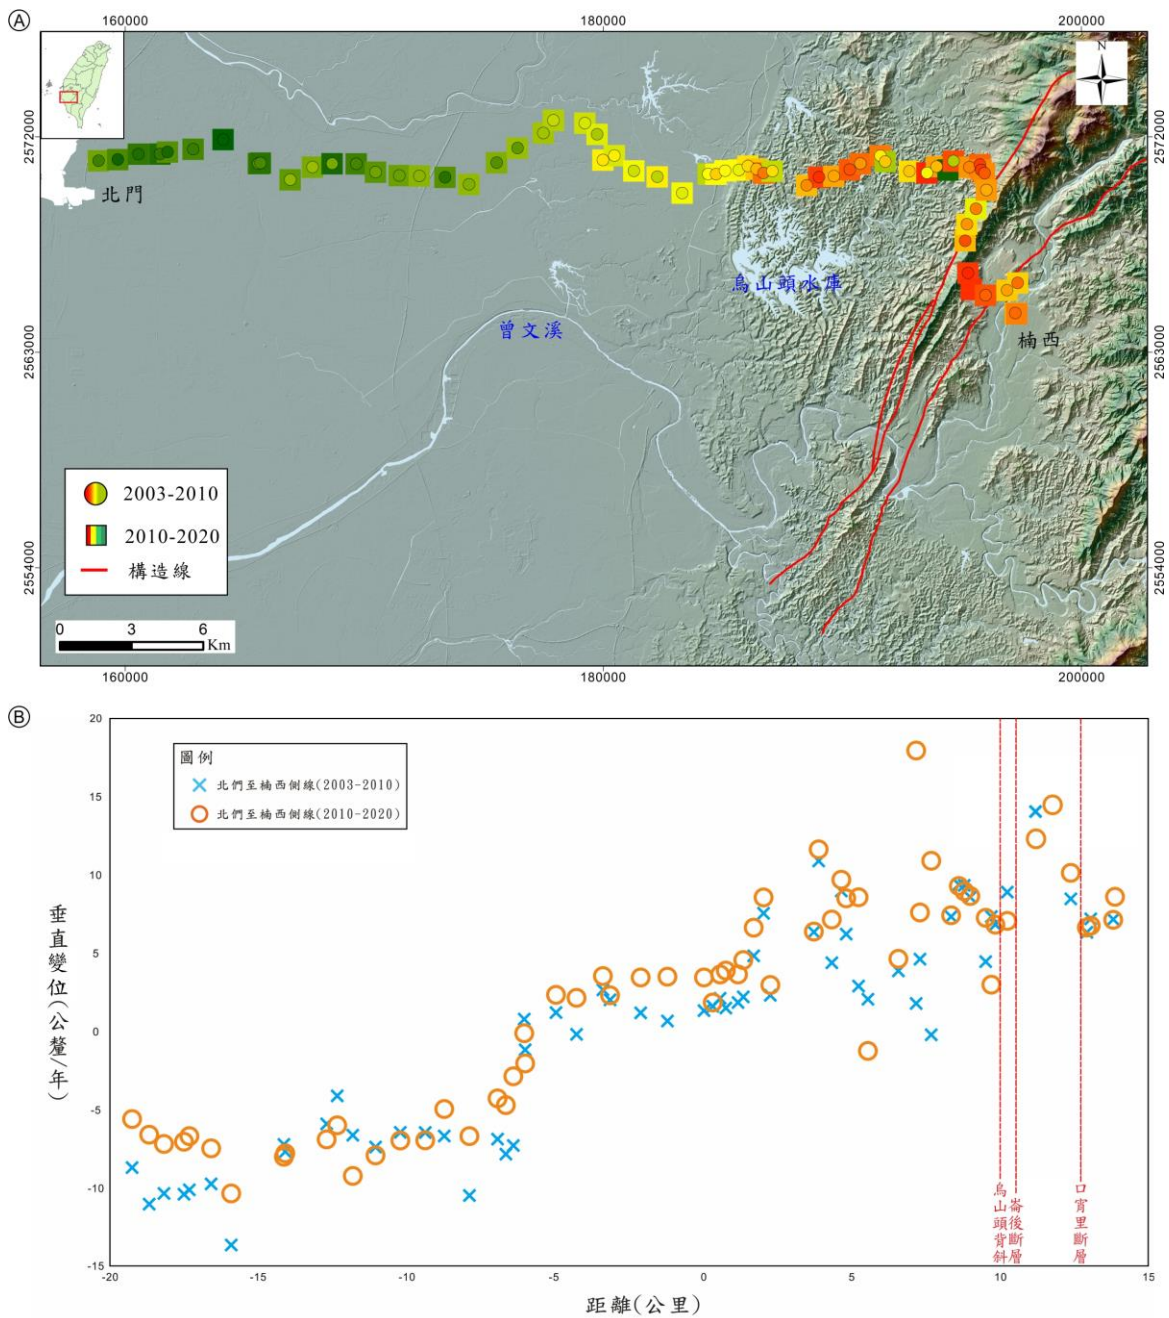 A
160000
180000
200000
N
2572000
2572000
北門
烏山頭水庫
曾文溪
楠西
2563000
2563000
2003-2010
2010-2020
構造線
2554000
2554000
0
3
6
Km
160000
180000
200000
B
20
圖例
北們至楠西側線(2003-2010)
15
北們至楠西側線(2010-2020)
10
垂直變位(公釐/年)
5
0
-5
-10
烏山頭背斜
崙後斷層
口宵里斷層
-15
-20
-15
-10
-5
0
5
10
15
距離(公里)